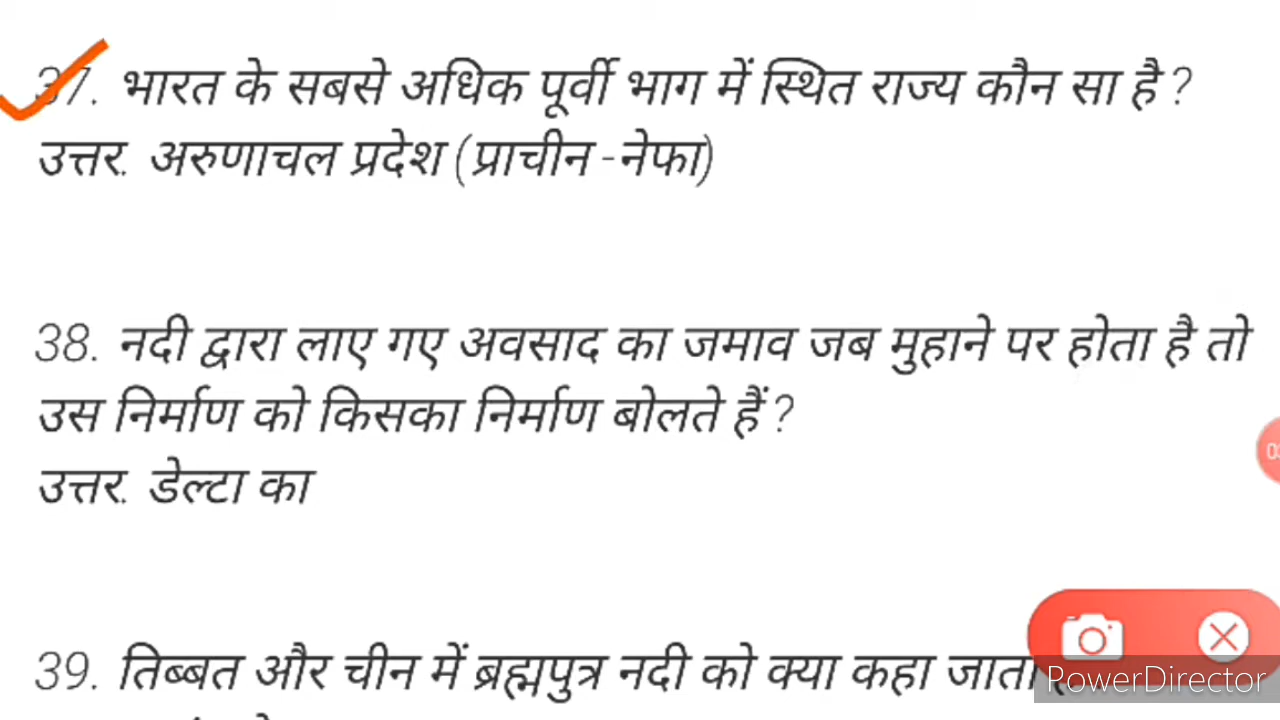 37. भारत के सबसे अधिक पूर्वी भाग में स्थित राज्य कौन सा है ?
उत्तर. अरुणाचल प्रदेश (प्राचीन -नेफा)
38. नदी द्वारा लाए गए अवसाद का जमाव जब मुहाने पर होता है तो
उस निर्माण को किसका निर्माण बोलते हैं ?
उत्तर. डेल्टा का
39. तिब्बत और चीन में ब्रह्मपुत्र नदी को क्या कहा जाता
PowerDirector